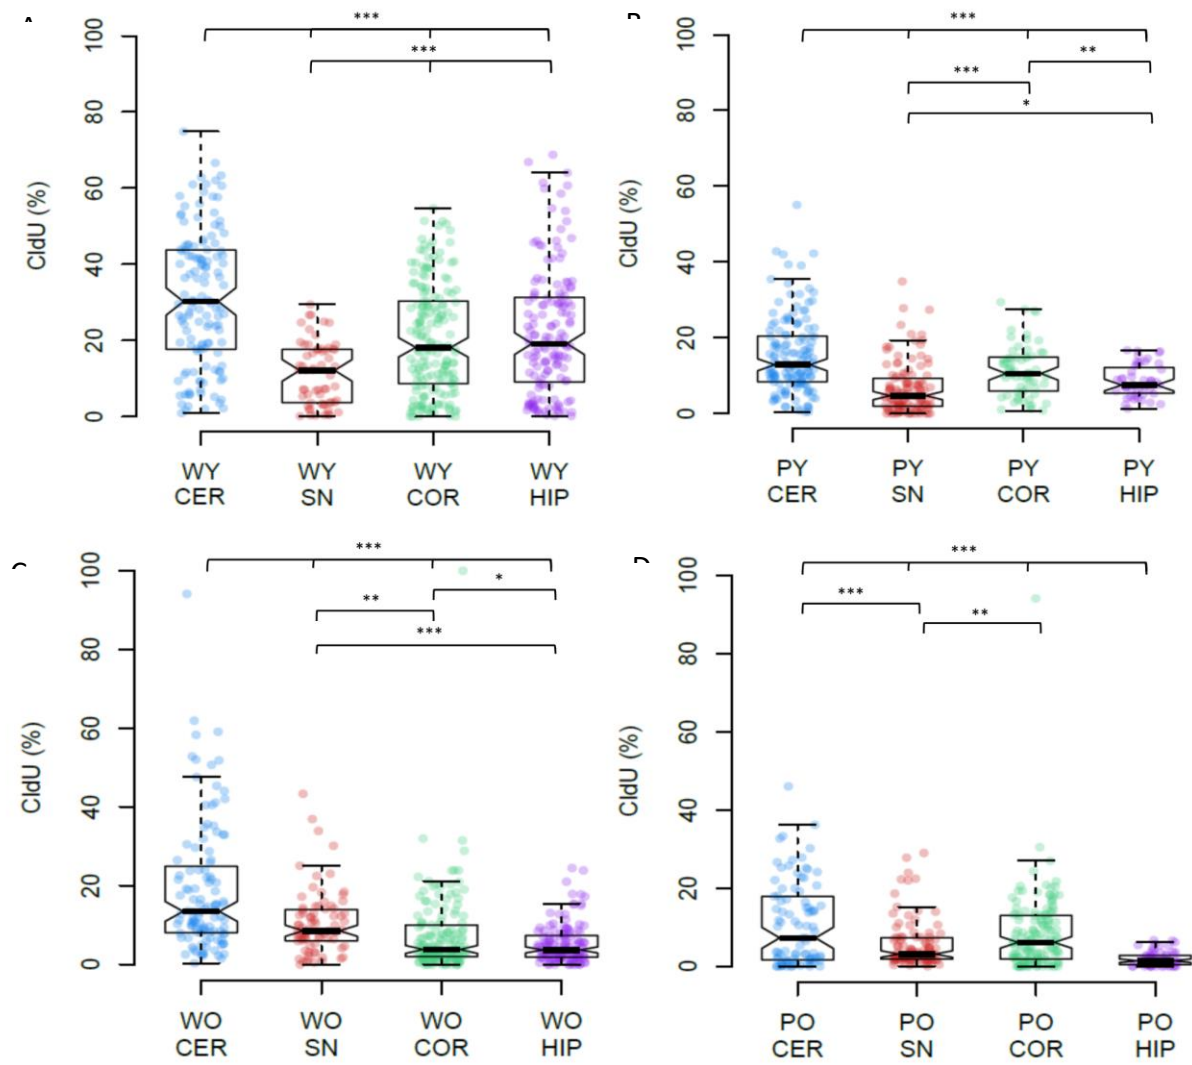 A
***
***
100
80
60
40
20
0
CldU (%)
WY CER
WY SN
WY COR
WY HIP
B
***
**
***
*
100
80
60
40
20
0
CldU (%)
PY CER
PY SN
PY COR
PY HIP
C
***
*
**
***
100
80
60
40
20
0
CldU (%)
WO CER
WO SN
WO COR
WO HIP
D
***
***
**
100
80
60
40
20
0
CldU (%)
PO CER
PO SN
PO COR
PO HIP